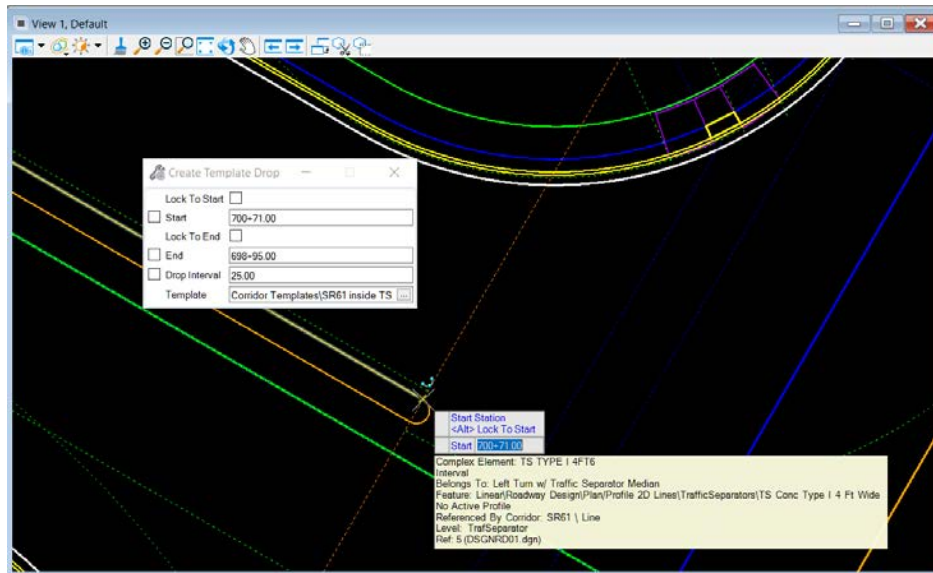 View 1, Default
Create Template Drop
Lock To Start
Start 700+71.00
Lock To End
End 698+95.00
Drop Interval 25.00
Template Corridor Templates\SR61 inside TS ...
Start Station
<Alt> Lock To Start
Start 700+71.00
Complex Element: TS TYPE I 4FT6
Interval
Belongs To: Left Turn w/ Traffic Separator Median
Feature: Linear\Roadway Design\Plan/Profile 2D Lines\TrafficSeparators\TS Conc Type I 4 Ft Wide
No Active Profile
Referenced By Corridor: SR61 \ Line
Level: TrafSeparator
Ref: 5 (DSGNRD01.dgn)